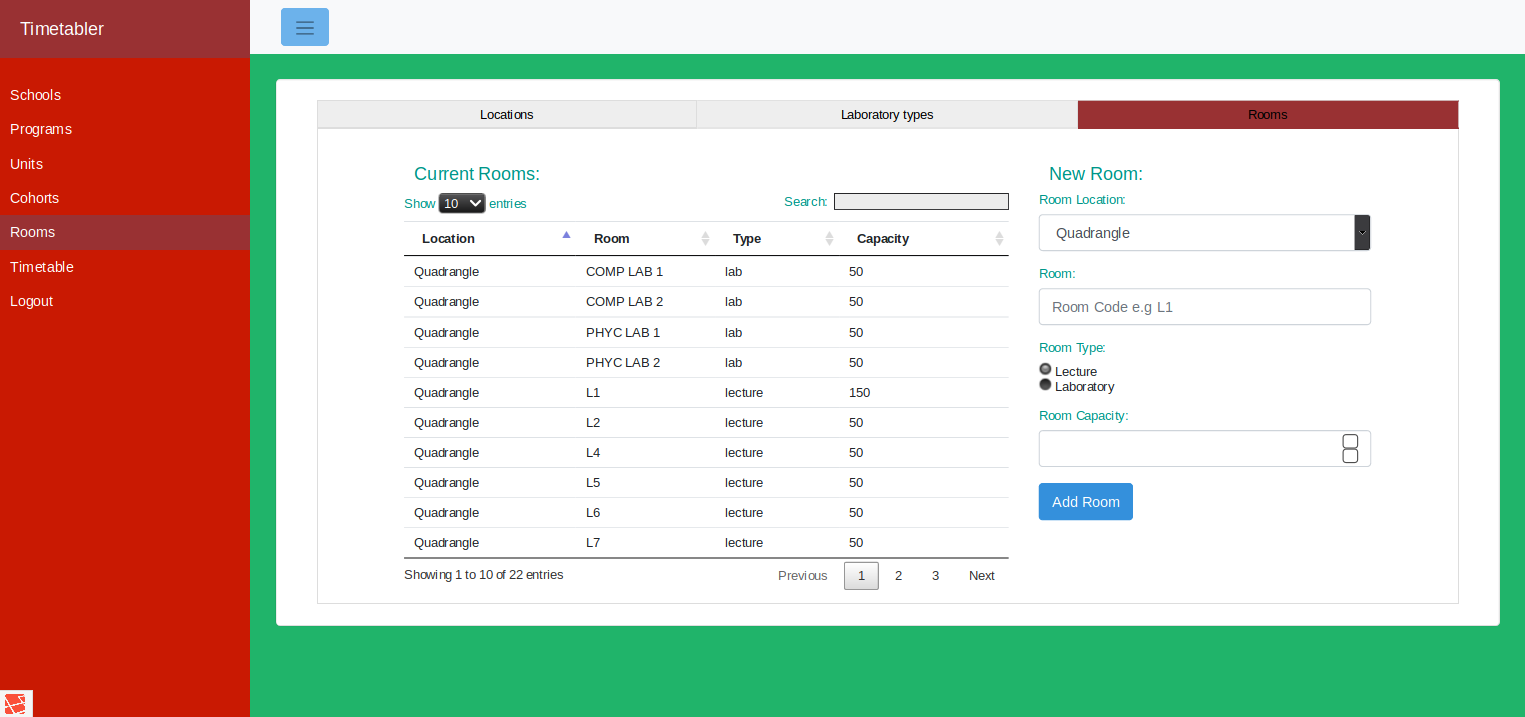 Timetabler
Schools
Programs
Units
Cohorts
Rooms
Timetable
Logout
Locations Laboratory types Rooms
Current Rooms:
Show 10 entries Search:
Location Room Type Capacity
Quadrangle COMP LAB 1 lab 50
Quadrangle COMP LAB 2 lab 50
Quadrangle PHYC LAB 1 lab 50
Quadrangle PHYC LAB 2 lab 50
Quadrangle L1 lecture 150
Quadrangle L2 lecture 50
Quadrangle L4 lecture 50
Quadrangle L5 lecture 50
Quadrangle L6 lecture 50
Quadrangle L7 lecture 50
Showing 1 to 10 of 22 entries Previous 1 2 3 Next
New Room:
Room Location:
Quadrangle
Room:
Room Code e.g L1
Room Type:
Lecture
Laboratory
Room Capacity:
Add Room